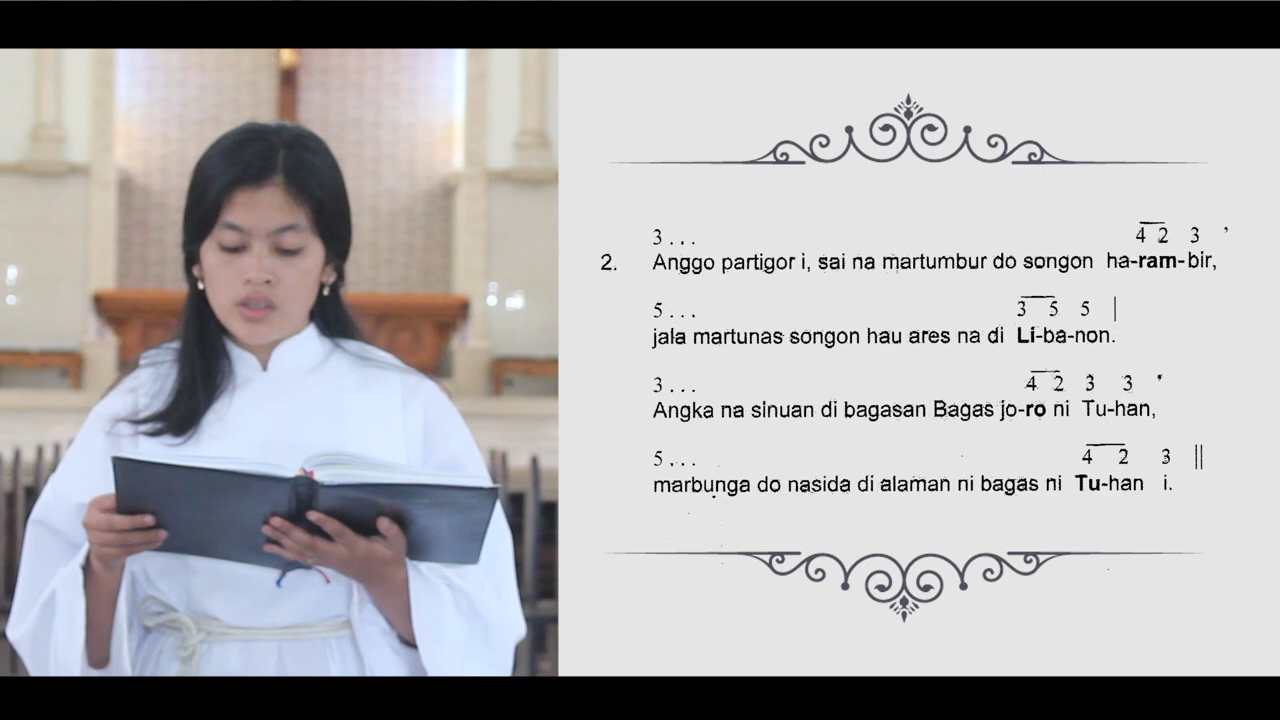 3 . . . 4 2 3 ,
2. Anggo partigor i, sai na martumbur do songon ha-ram-bir,
5 . . . 3 5 5 |
jala martunas songon hau ares na di Li-ba-non.
3 . . . 4 2 3 3 '
Angka na sinuan di bagasan Bagas jo-ro ni Tu-han,
5 . . . 4 2 3 ||
marbunga do nasida di alaman ni bagas ni Tu-han i.